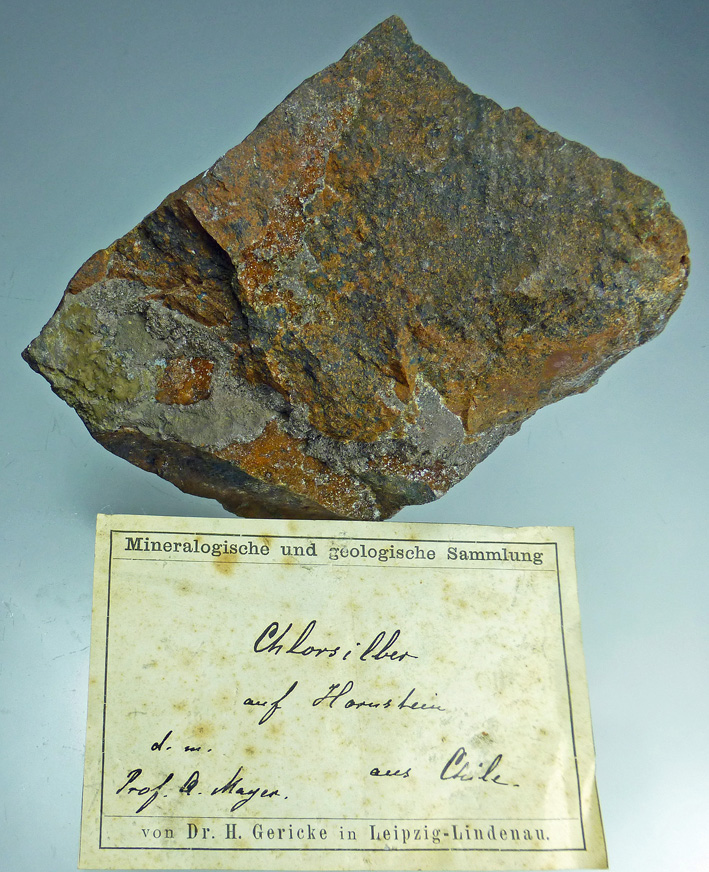 Mineralogische und geologische Sammlung
Chlorsilber
auf Hornstein
d. m.
aus Chile.
Prof. A. Mayer.
von Dr. H. Gericke in Leipzig-Lindenau.